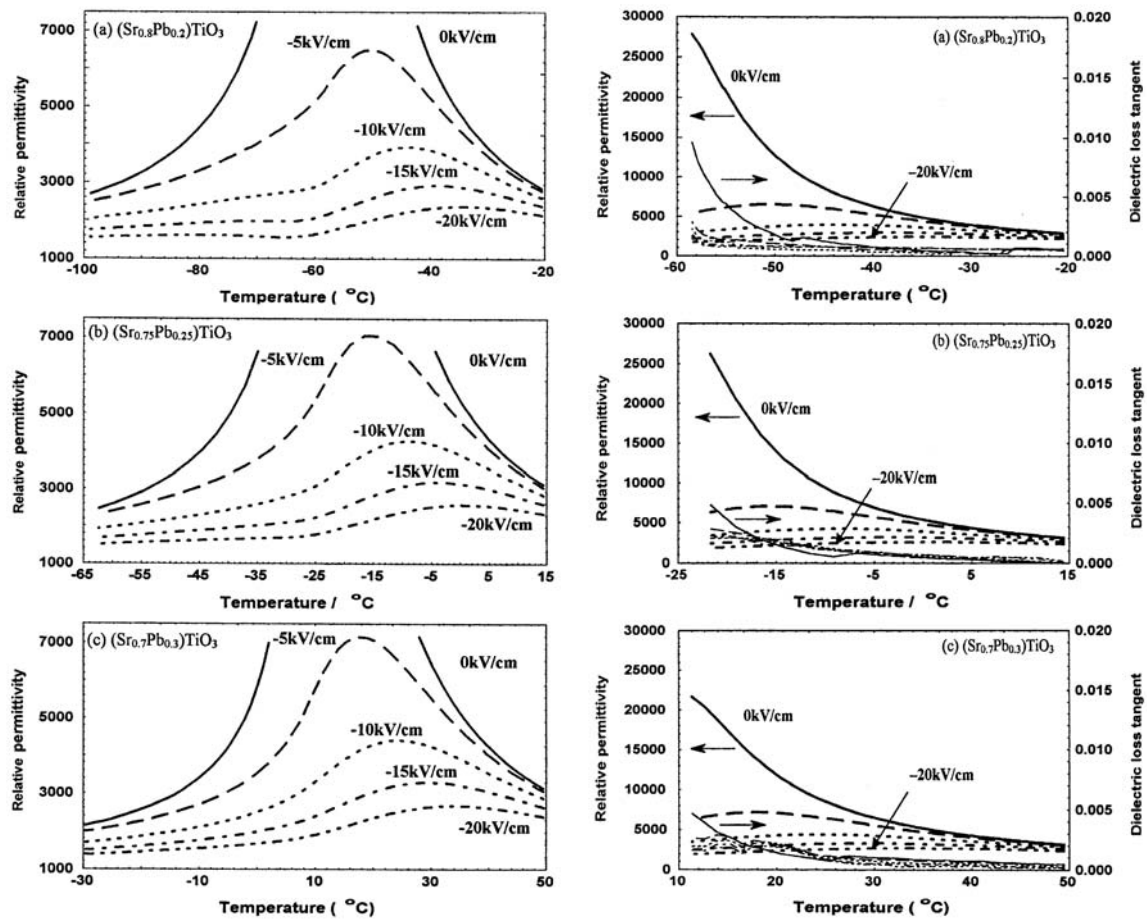 (a) (Sr0.8Pb0.2)TiO3
-5kV/cm
0kV/cm
-10kV/cm
-15kV/cm
-20kV/cm
7000
5000
3000
1000
Relative permittivity
-100
-80
-60
-40
-20
Temperature ( °C)
(a) (Sr0.8Pb0.2)TiO3
0kV/cm
–20kV/cm
30000
25000
20000
15000
10000
5000
0
Relative permittivity
0.020
0.015
0.010
0.005
0.000
Dielectric loss tangent
-60
-50
-40
-30
-20
Temperature ( °C)
(b) (Sr0.75Pb0.25)TiO3
-5kV/cm
0kV/cm
-10kV/cm
-15kV/cm
-20kV/cm
7000
5000
3000
1000
Relative permittivity
-65
-55
-45
-35
-25
-15
-5
5
15
Temperature / °C
(b) (Sr0.75Pb0.25)TiO3
0kV/cm
–20kV/cm
30000
25000
20000
15000
10000
5000
0
Relative permittivity
0.020
0.015
0.010
0.005
0.000
Dielectric loss tangent
-25
-15
-5
5
15
Temperature / °C
(c) (Sr0.7Pb0.3)TiO3
-5kV/cm
0kV/cm
-10kV/cm
-15kV/cm
-20kV/cm
7000
5000
3000
1000
Relative permittivity
-30
-10
10
30
50
Temperature ( °C)
(c) (Sr0.7Pb0.3)TiO3
0kV/cm
–20kV/cm
30000
25000
20000
15000
10000
5000
0
Relative permittivity
0.020
0.015
0.010
0.005
0.000
Dielectric loss tangent
10
20
30
40
50
Temperature ( °C)